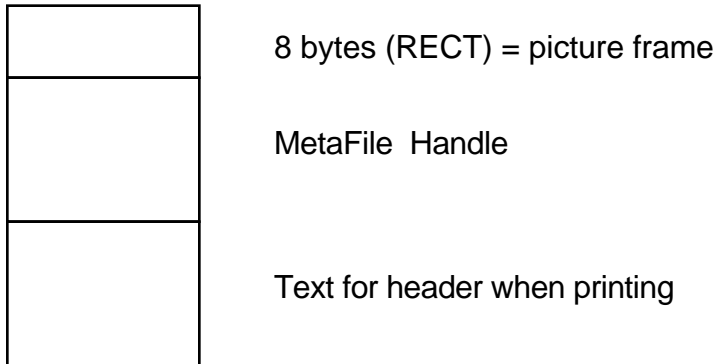 8 bytes (RECT) = picture frame
MetaFile Handle
Text for header when printing